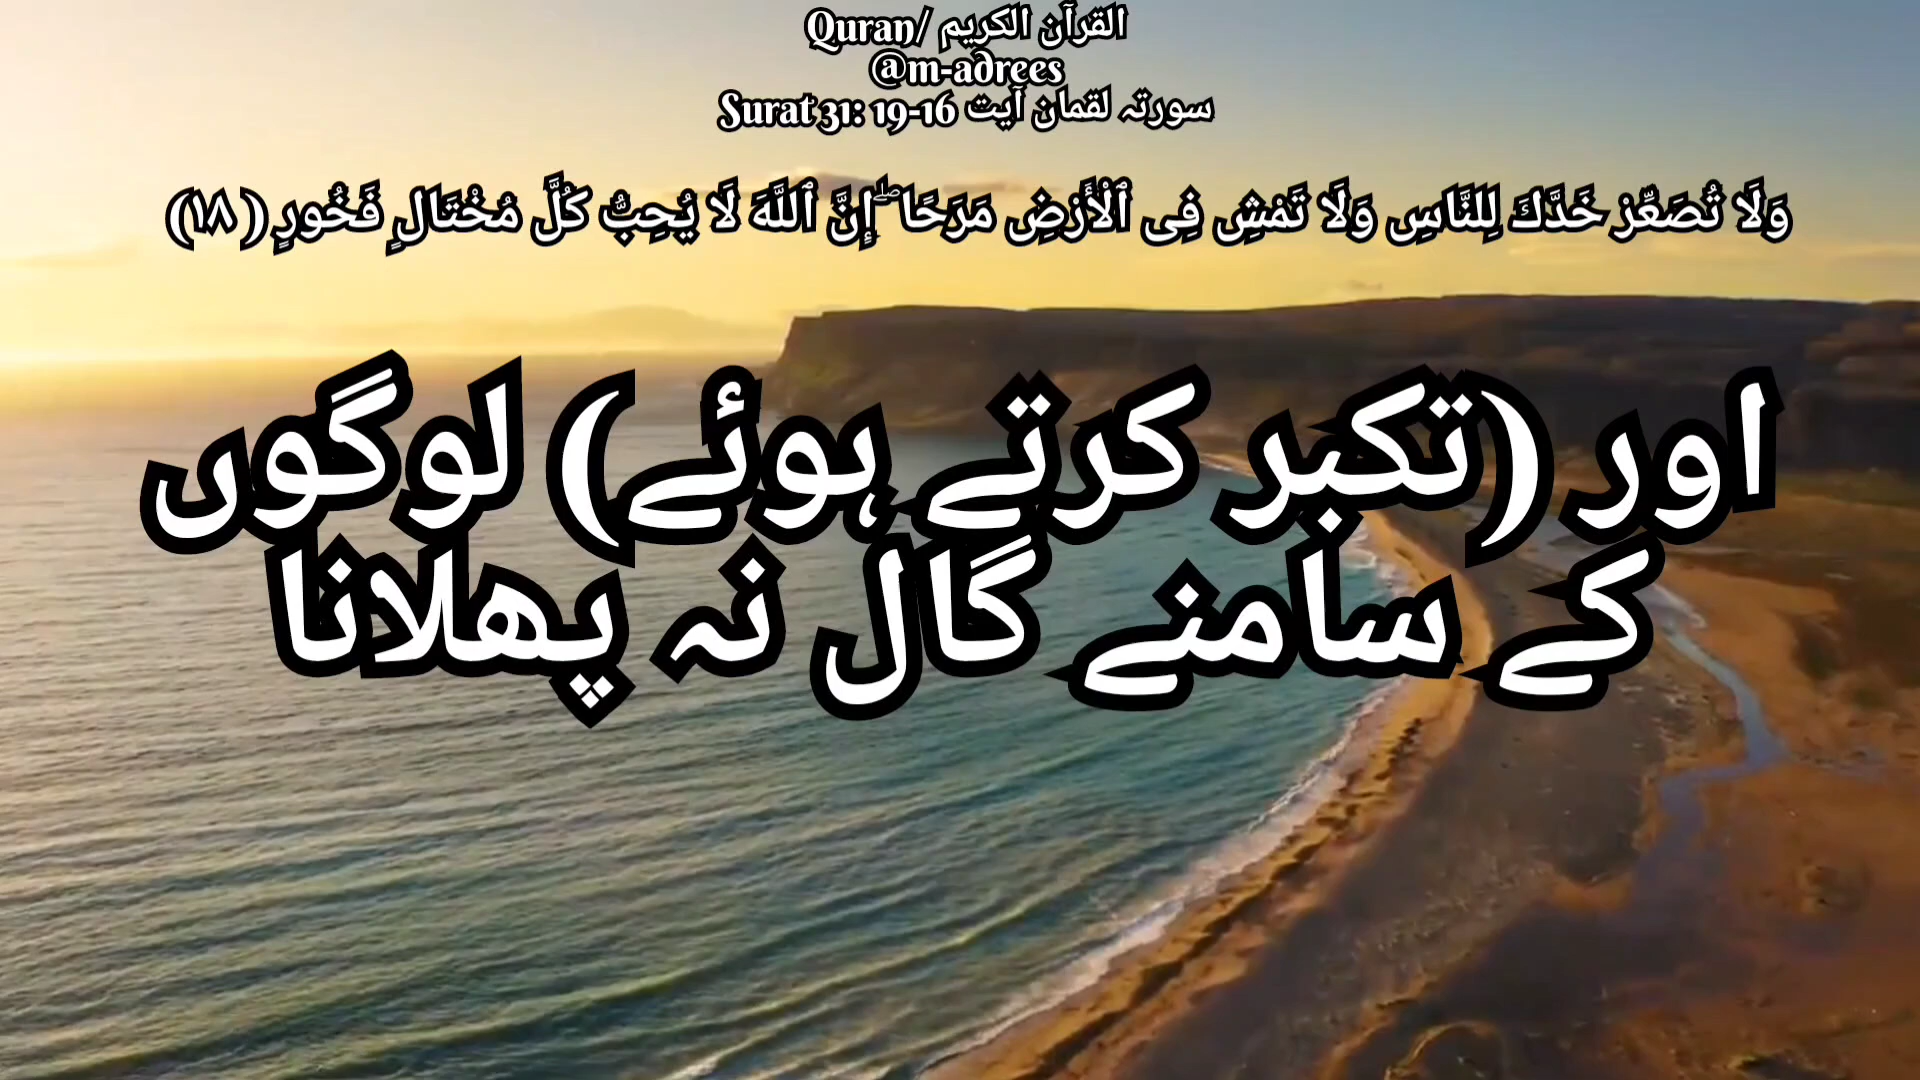 Quran/ القرآن الكريم
@m-adrees
Surat 31: 19-16 سورتہ لقمان آیت
وَلَا تُصَعِّرْ خَدَّكَ لِلنَّاسِ وَلَا تَمْشِ فِى ٱلْأَرْضِ مَرَحًا ۖ إِنَّ ٱللَّهَ لَا يُحِبُّ كُلَّ مُخْتَالٍ فَخُورٍ (١٨)
اور (تکبر کرتے ہوئے) لوگوں
کے سامنے گال نہ پھلانا